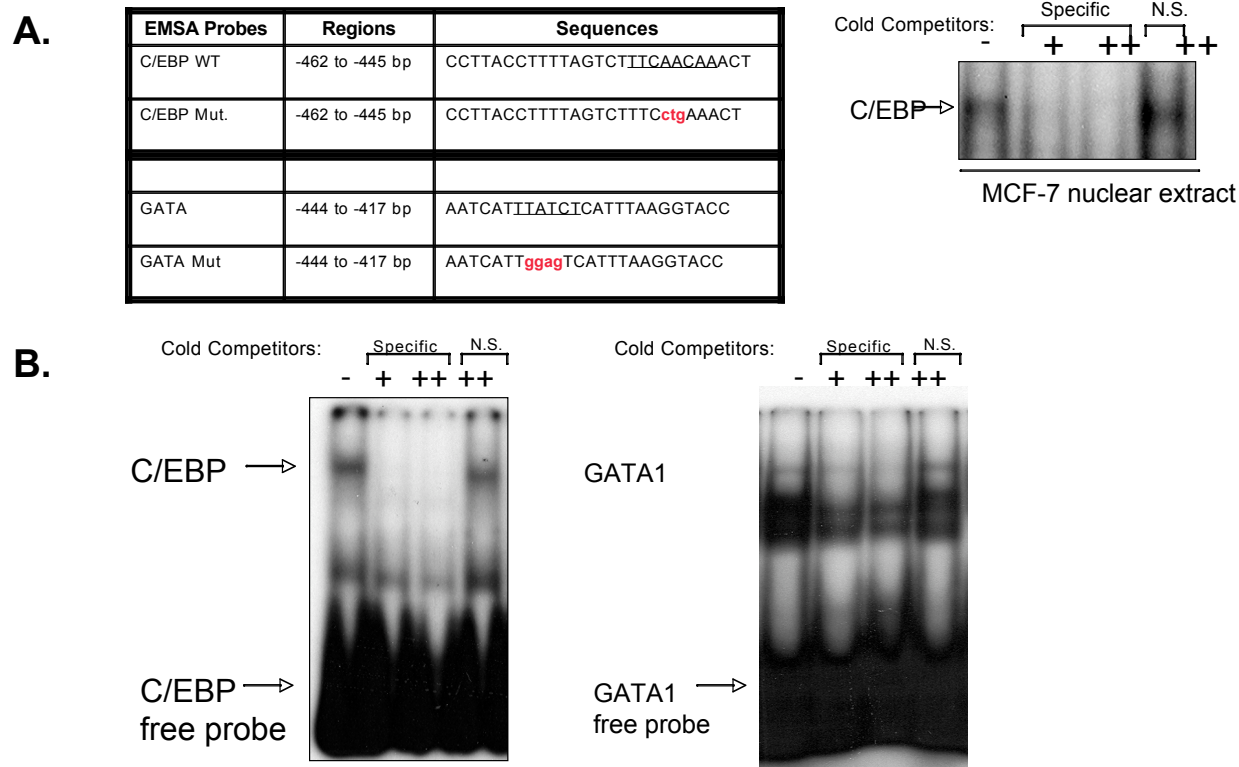 A.
EMSA Probes Regions Sequences
C/EBP WT -462 to -445 bp CCTTACCTTTTAGTCTTTCAACAAACT
C/EBP Mut. -462 to -445 bp CCTTACCTTTTAGTCTTTCctgAAACT
GATA -444 to -417 bp AATCATTTATCTCATTTAAGGTACC
GATA Mut -444 to -417 bp AATCATTggagTCATTTAAGGTACC
Cold Competitors: Specific N.S.
- + ++ ++
C/EBP
MCF-7 nuclear extract
B.
Cold Competitors: Specific N.S.
- + ++ ++
C/EBP
C/EBP
free probe
Cold Competitors: Specific N.S.
- + ++ ++
GATA1
GATA1
free probe